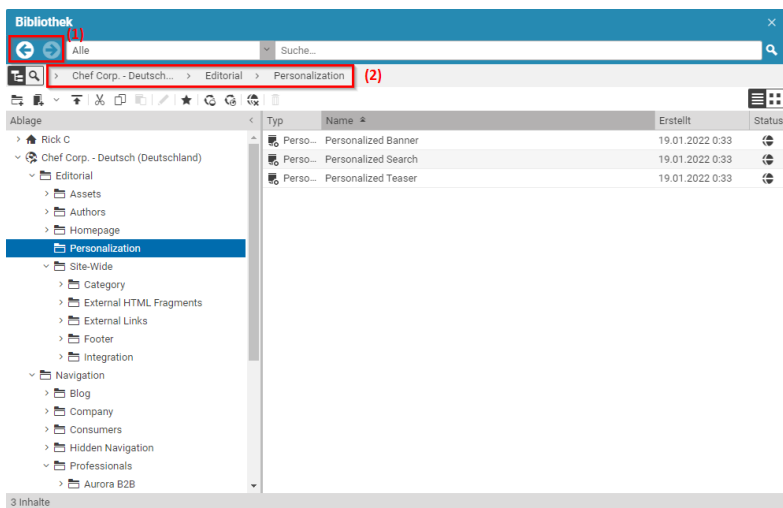 Bibliothek
(1)
Alle
Suche...
> Chef Corp. - Deutsch... > Editorial > Personalization
(2)
Ablage
Typ Name Erstellt Status
Rick C
Chef Corp. - Deutsch (Deutschland)
Editorial
Assets
Authors
Homepage
Personalization
Site-Wide
Category
External HTML Fragments
External Links
Footer
Integration
Navigation
Blog
Company
Consumers
Hidden Navigation
Professionals
Aurora B2B
Perso... Personalized Banner 19.01.2022 0:33
Perso... Personalized Search 19.01.2022 0:33
Perso... Personalized Teaser 19.01.2022 0:33
3 Inhalte